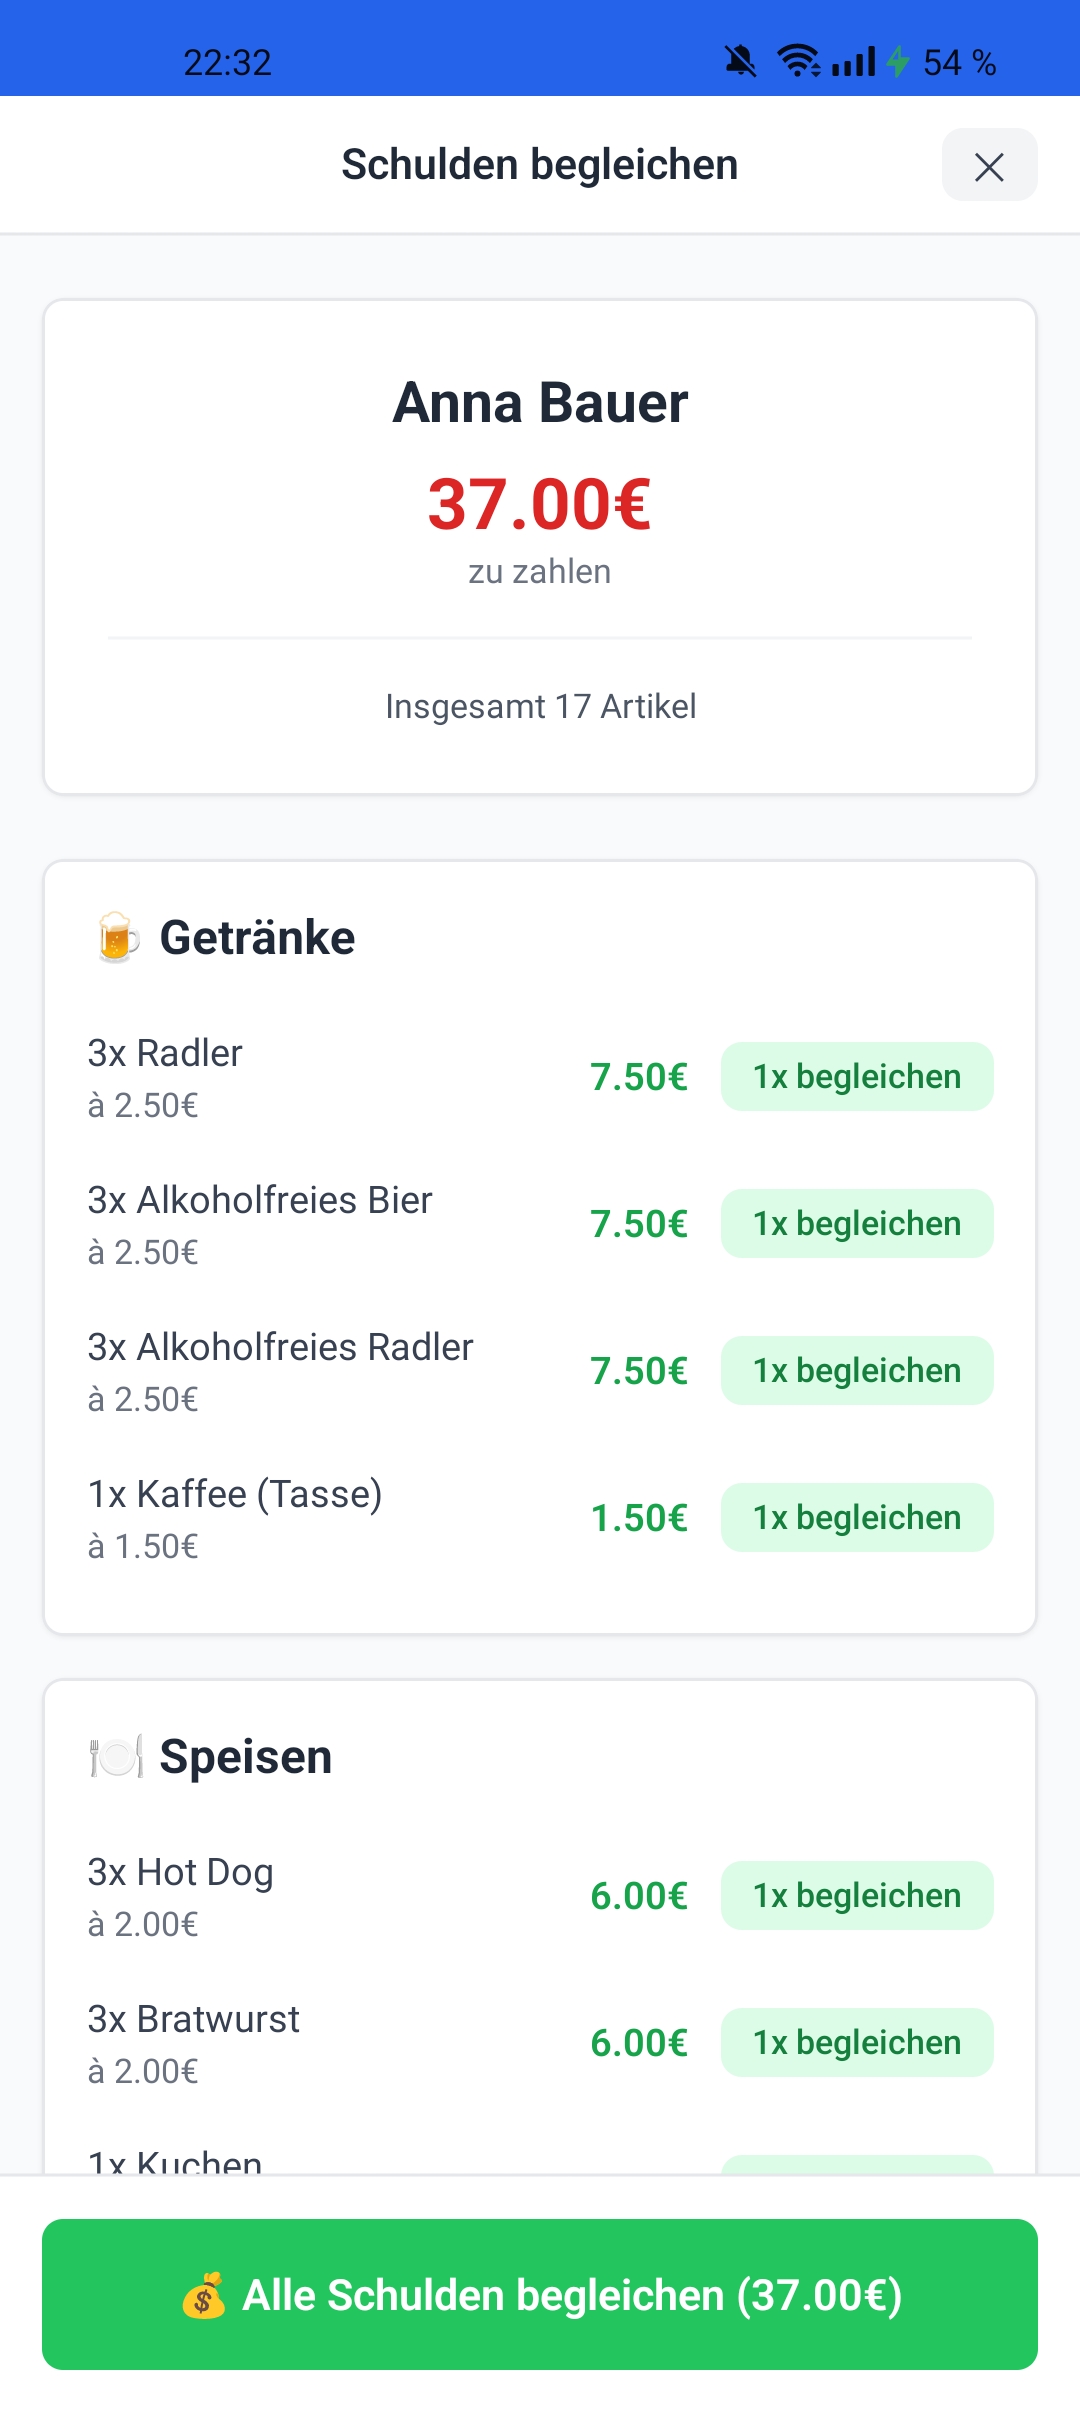 22:32
54 %
Schulden begleichen
Anna Bauer
37.00€
zu zahlen
Insgesamt 17 Artikel
Getränke
3x Radler
à 2.50€
7.50€
1x begleichen
3x Alkoholfreies Bier
à 2.50€
7.50€
1x begleichen
3x Alkoholfreies Radler
à 2.50€
7.50€
1x begleichen
1x Kaffee (Tasse)
à 1.50€
1.50€
1x begleichen
Speisen
3x Hot Dog
à 2.00€
6.00€
1x begleichen
3x Bratwurst
à 2.00€
6.00€
1x begleichen
1x Kuchen
Alle Schulden begleichen (37.00€)